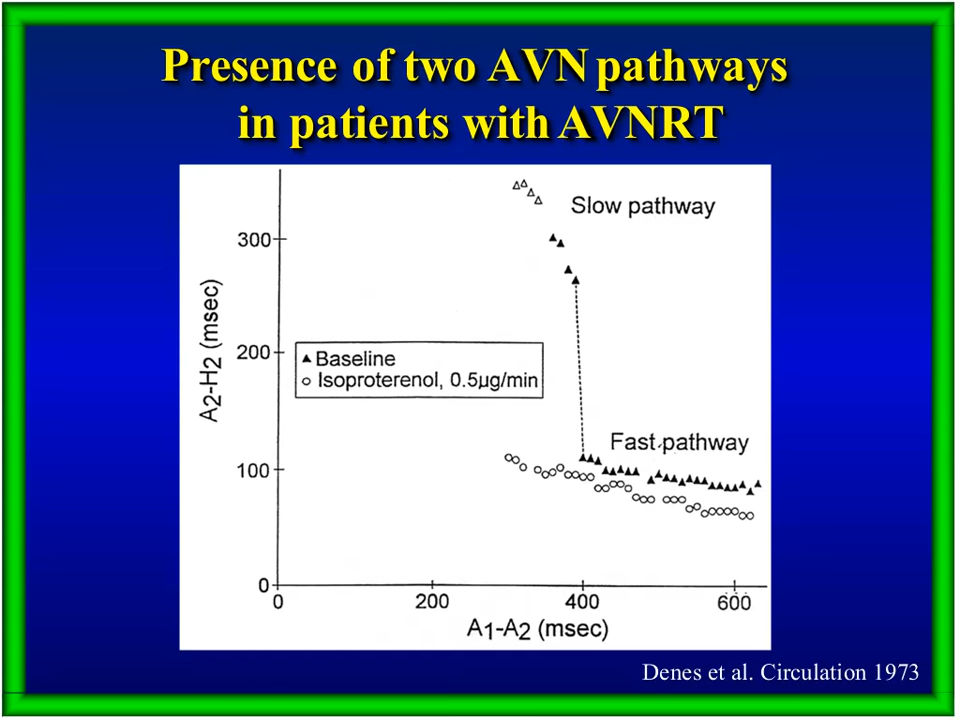 Presence of two AVN pathways
in patients with AVNRT
Slow pathway
300
▲ Baseline
○ Isoproterenol, 0.5µg/min
200
A2-H2 (msec)
Fast pathway
100
0
0 200 400 600
A1-A2 (msec)
Denes et al. Circulation 1973